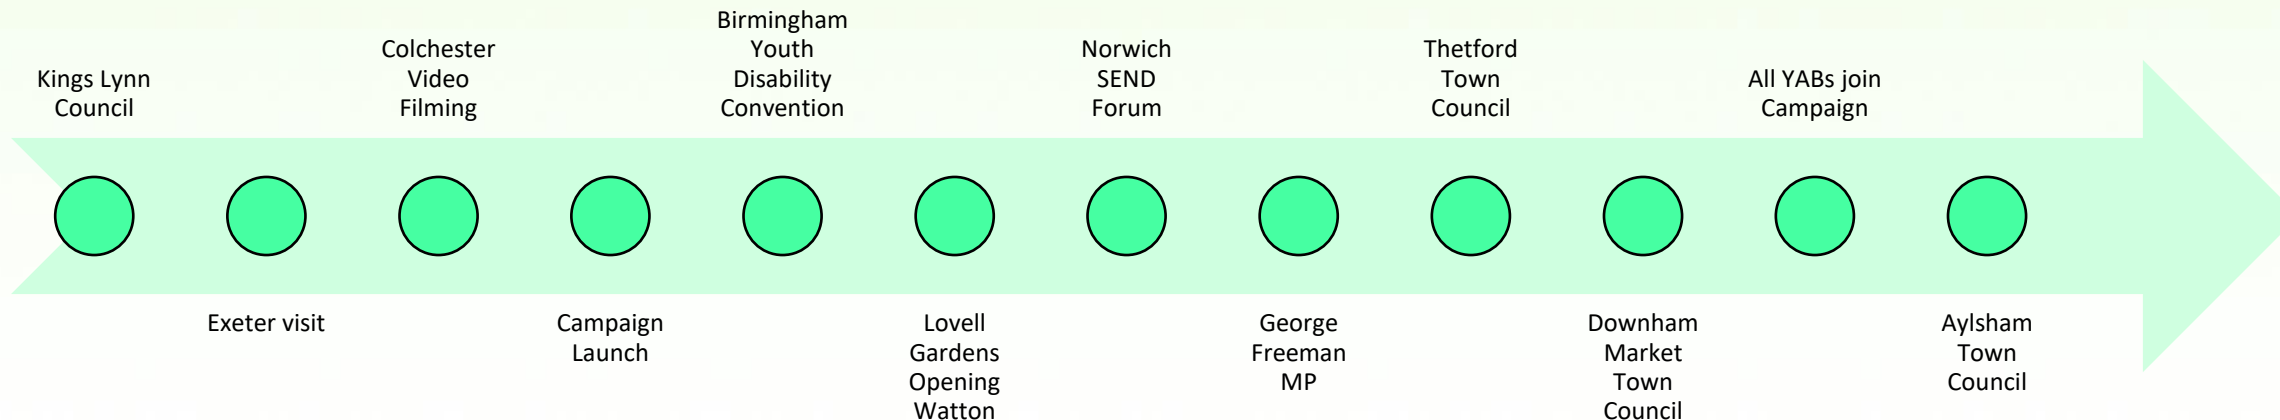 Kings Lynn
Council
Exeter visit
Colchester
Video
Filming
Campaign
Launch
Birmingham
Youth
Disability
Convention
Lovell
Gardens
Opening
Watton
Norwich
SEND
Forum
George
Freeman
MP
Thetford
Town
Council
Downham
Market
Town
Council
All YABs join
Campaign
Aylsham
Town
Council